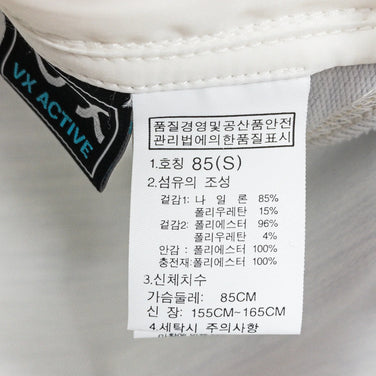 VX ACTIVE
품질경영및공산품안전
관리법에의한품질표시
1.호칭 85(S)
2.섬유의 조성
겉감1: 나 일 론 85%
폴리우레탄 15%
겉감2: 폴리에스터 96%
폴리우레탄 4%
안감 : 폴리에스터 100%
충전재:폴리에스터 100%
3.신체치수
가슴둘레: 85CM
신 장: 155CM~165CM
4.세탁시 주의사항